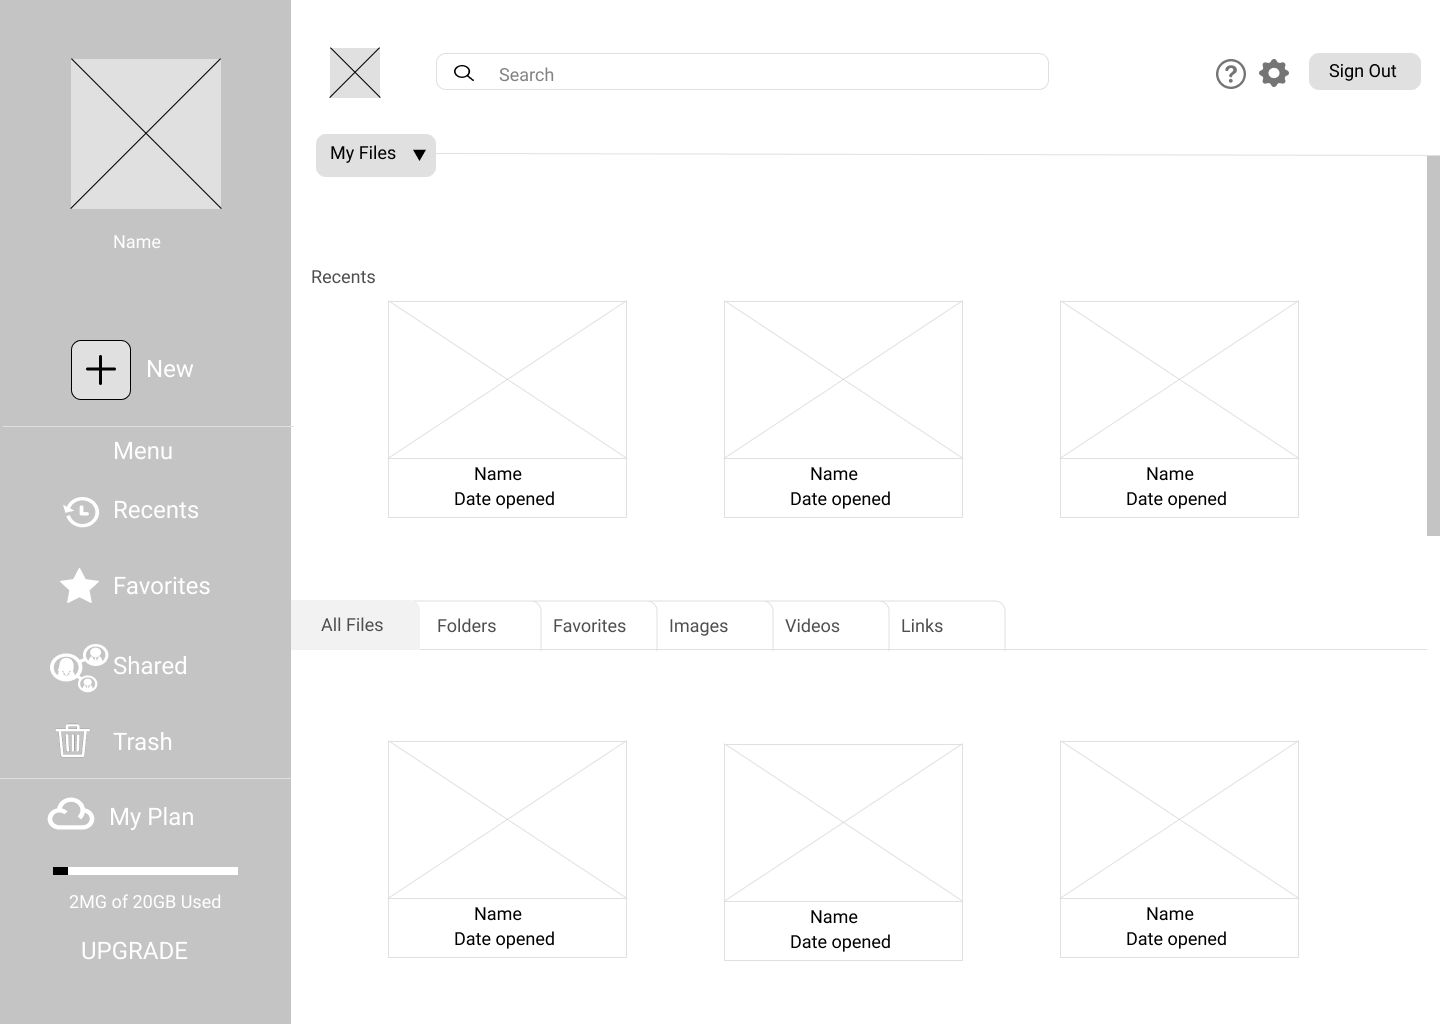 Name
New
Menu
Recents
Favorites
Shared
Trash
My Plan
2MG of 20GB Used
UPGRADE
Search
?
Sign Out
My Files
Recents
Name
Date opened
Name
Date opened
Name
Date opened
All Files
Folders
Favorites
Images
Videos
Links
Name
Date opened
Name
Date opened
Name
Date opened